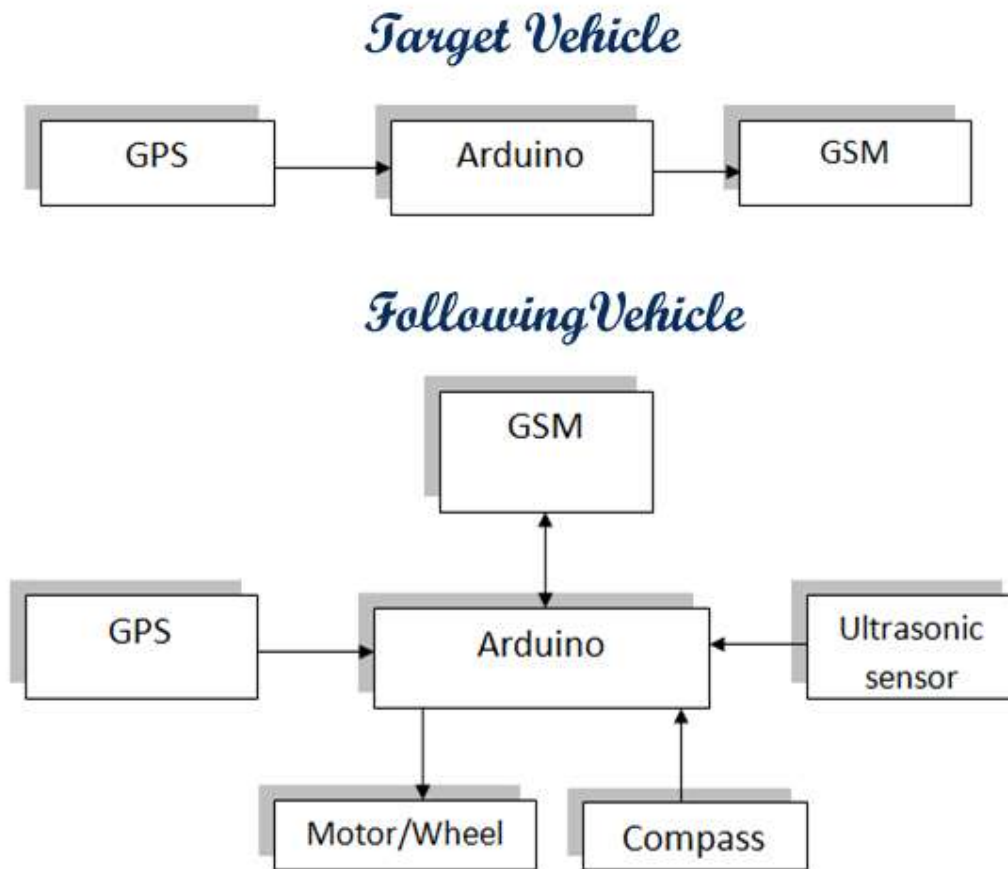 Target Vehicle
GPS
Arduino
GSM
FollowingVehicle
GSM
GPS
Arduino
Ultrasonic
sensor
Motor/Wheel
Compass